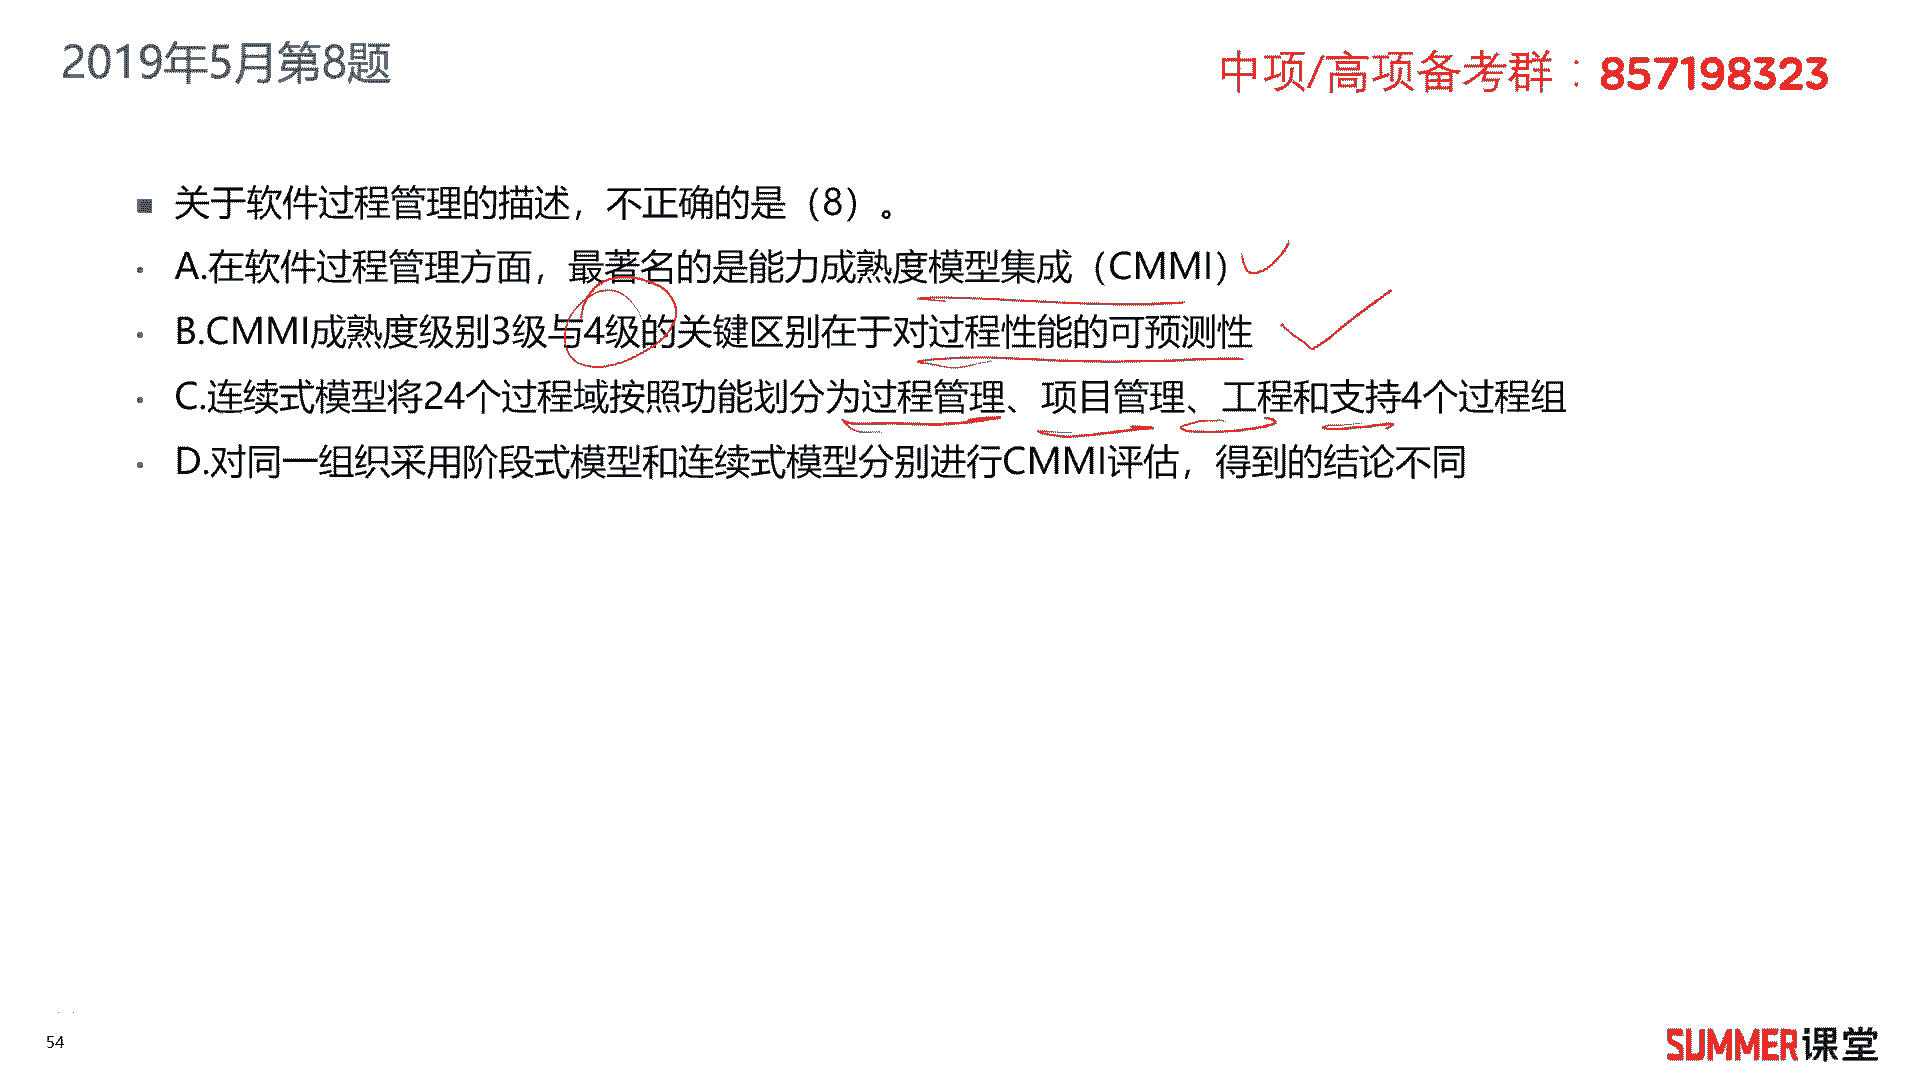 2019年5月第8题
中项/高项备考群：857198323
■ 关于软件过程管理的描述，不正确的是（8）。
• A.在软件过程管理方面，最著名的是能力成熟度模型集成（CMMI）
• B.CMMI成熟度级别3级与4级的关键区别在于对过程性能的可预测性
• C.连续式模型将24个过程域按照功能划分为过程管理、项目管理、工程和支持4个过程组
• D.对同一组织采用阶段式模型和连续式模型分别进行CMMI评估，得到的结论不同
54
SUMMER课堂